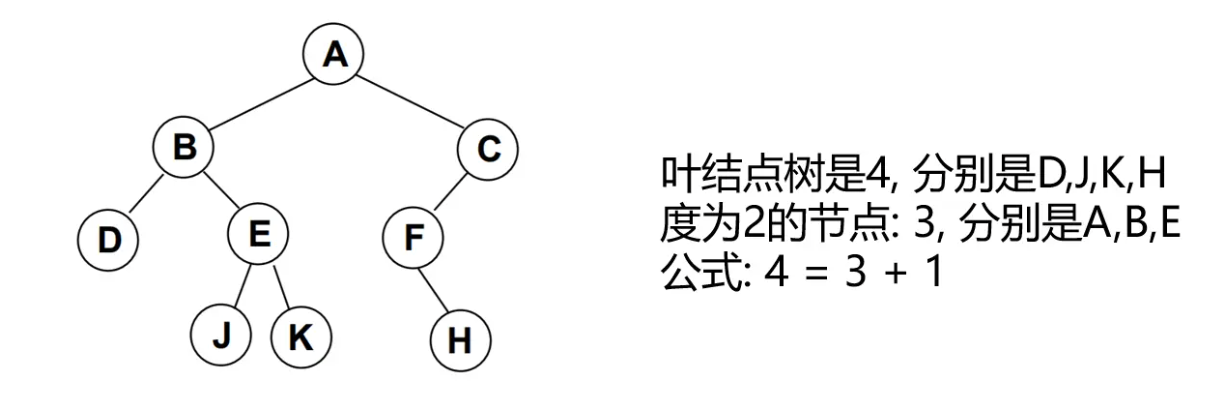 A
B
C
D
E
F
J
K
H
叶结点树是4, 分别是D,J,K,H
度为2的节点: 3, 分别是A,B,E
公式: 4 = 3 + 1